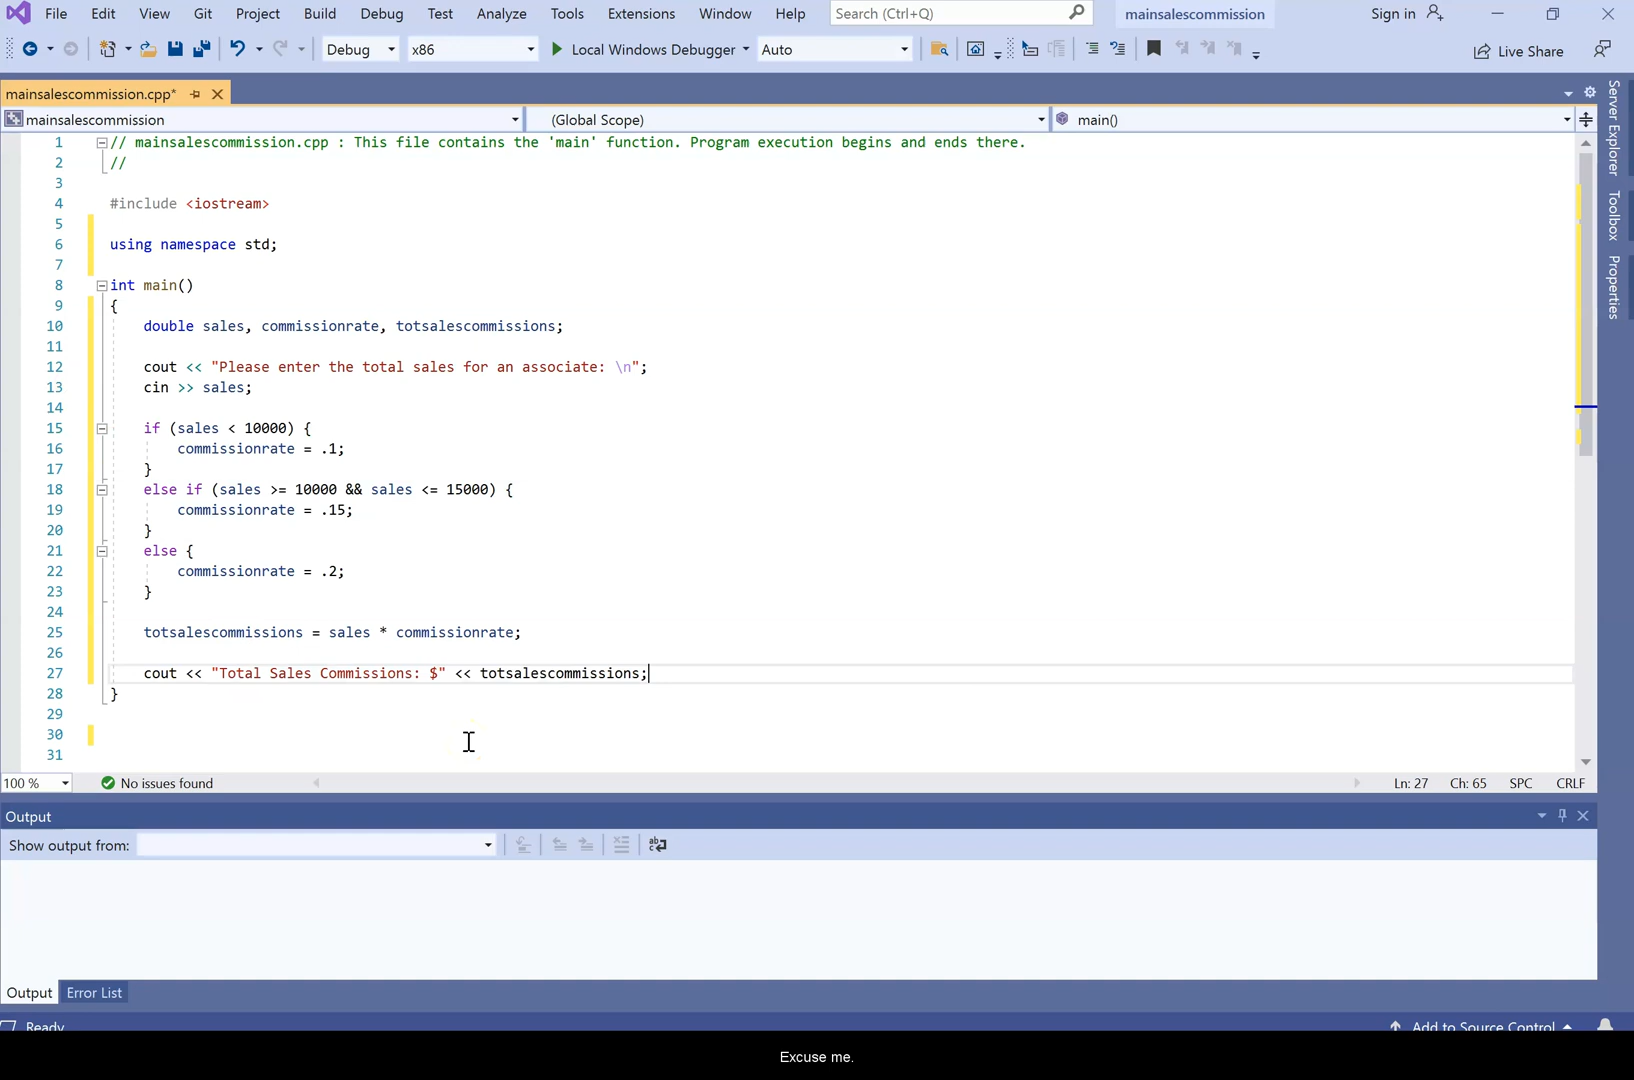 File Edit View Git Project Build Debug Test Analyze Tools Extensions Window Help Search (Ctrl+Q) mainsalescommission Sign in
Debug x86 Local Windows Debugger Auto Live Share
mainsalescommission.cpp*
mainsalescommission (Global Scope) main()
1 // mainsalescommission.cpp : This file contains the 'main' function. Program execution begins and ends there.
2 //
3
4 #include <iostream>
5
6 using namespace std;
7
8 int main()
9 {
10 double sales, commissionrate, totsalescommissions;
11
12 cout << "Please enter the total sales for an associate: \n";
13 cin >> sales;
14
15 if (sales < 10000) {
16 commissionrate = .1;
17 }
18 else if (sales >= 10000 && sales <= 15000) {
19 commissionrate = .15;
20 }
21 else {
22 commissionrate = .2;
23 }
24
25 totsalescommissions = sales * commissionrate;
26
27 cout << "Total Sales Commissions: $" << totsalescommissions;
28 }
29
30
31
Server Explorer
Toolbox
Properties
100 % No issues found Ln: 27 Ch: 65 SPC CRLF
Output
Show output from:
Output Error List
Ready Add to Source Control
Excuse me.